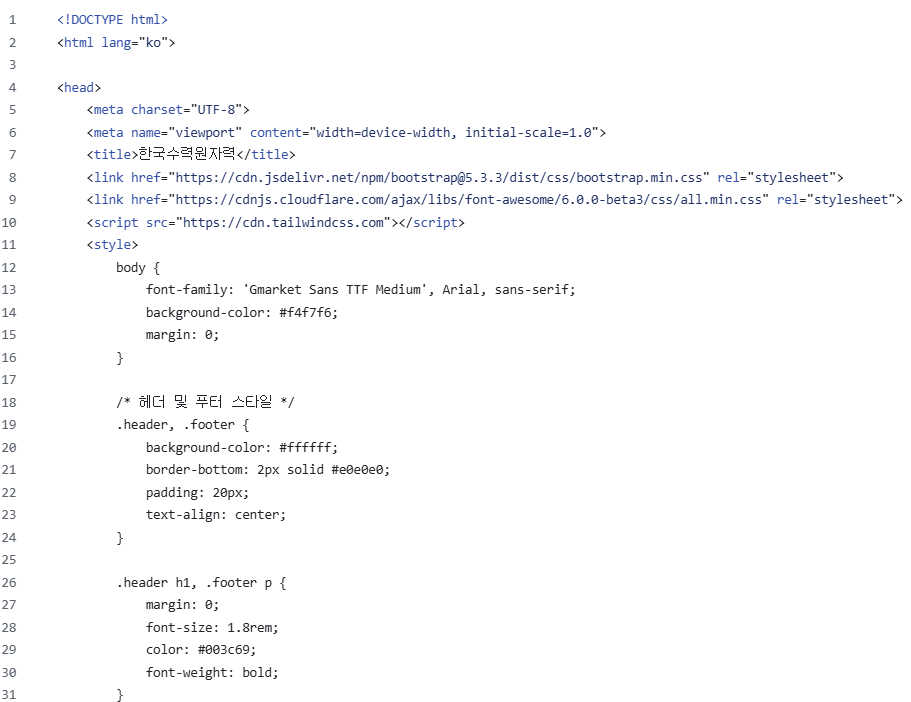 1 <!DOCTYPE html>
2 <html lang="ko">
3
4 <head>
5 <meta charset="UTF-8">
6 <meta name="viewport" content="width=device-width, initial-scale=1.0">
7 <title>한국수력원자력</title>
8 <link href="https://cdn.jsdelivr.net/npm/bootstrap@5.3.3/dist/css/bootstrap.min.css" rel="stylesheet">
9 <link href="https://cdnjs.cloudflare.com/ajax/libs/font-awesome/6.0.0-beta3/css/all.min.css" rel="stylesheet">
10 <script src="https://cdn.tailwindcss.com"></script>
11 <style>
12 body {
13 font-family: 'Gmarket Sans TTF Medium', Arial, sans-serif;
14 background-color: #f4f7f6;
15 margin: 0;
16 }
17
18 /* 헤더 및 푸터 스타일 */
19 .header, .footer {
20 background-color: #ffffff;
21 border-bottom: 2px solid #e0e0e0;
22 padding: 20px;
23 text-align: center;
24 }
25
26 .header h1, .footer p {
27 margin: 0;
28 font-size: 1.8rem;
29 color: #003c69;
30 font-weight: bold;
31 }